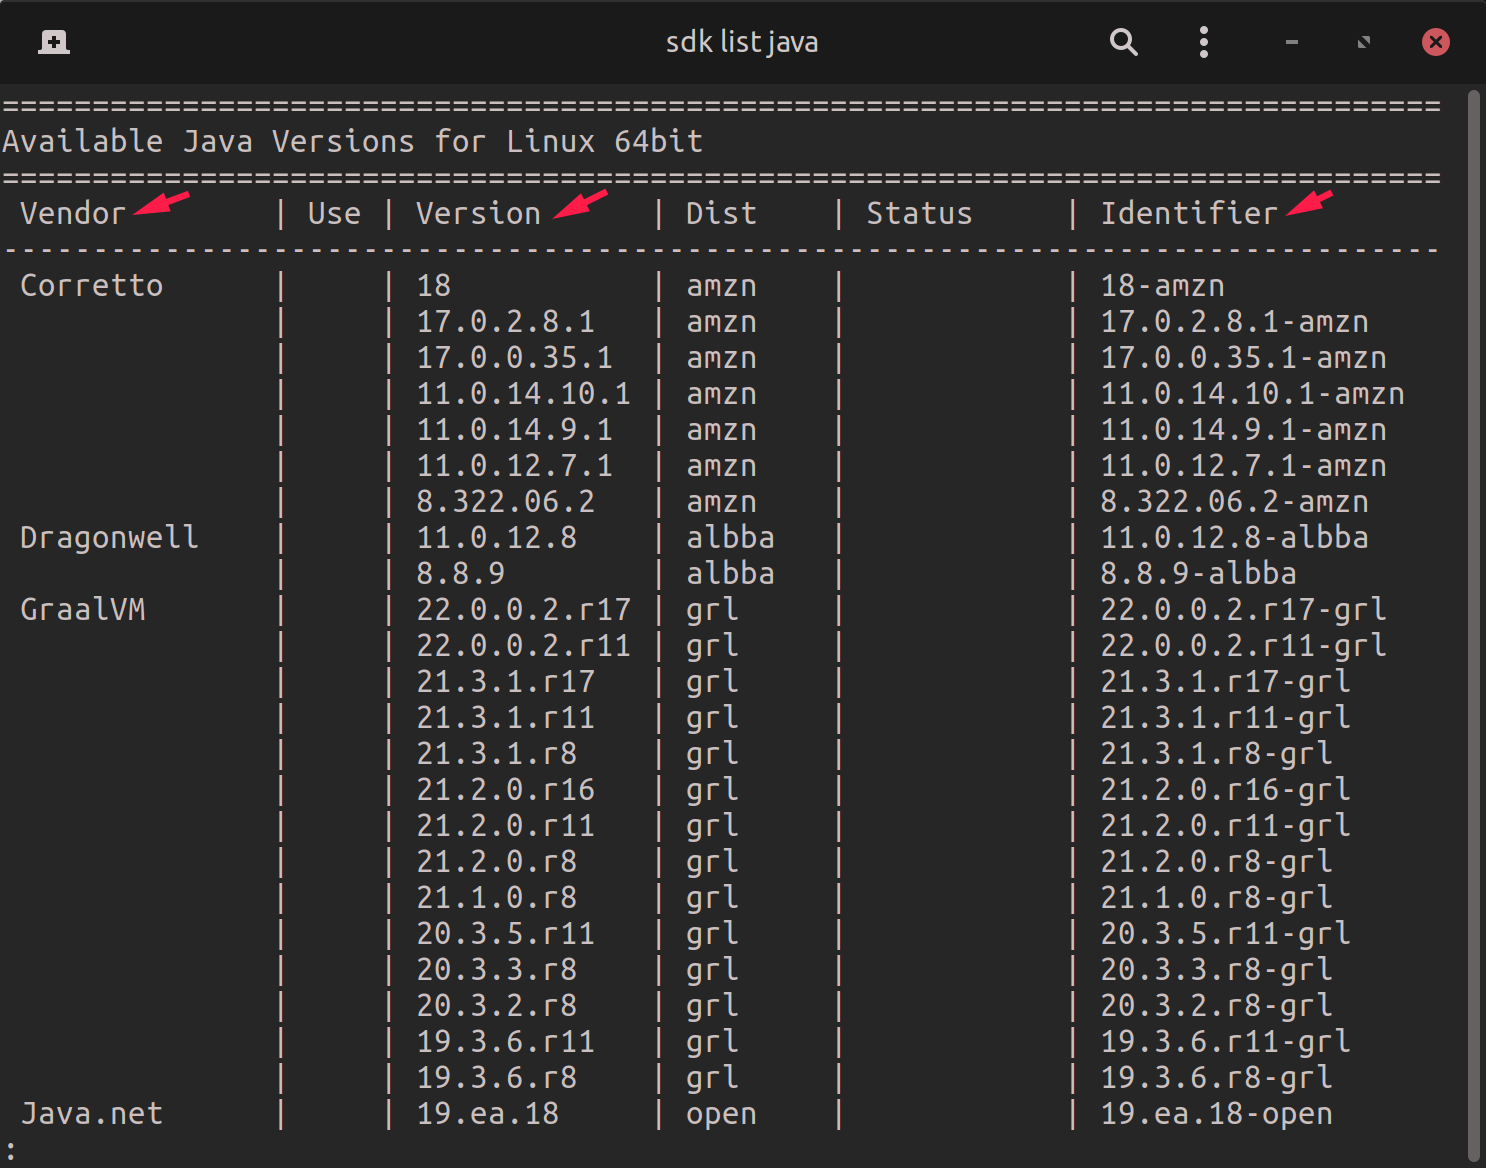 sdk list java
================================================================================
Available Java Versions for Linux 64bit
================================================================================
 Vendor        | Use | Version      | Dist    | Status     | Identifier
--------------------------------------------------------------------------------
 Corretto      |     | 18           | amzn    |            | 18-amzn
               |     | 17.0.2.8.1   | amzn    |            | 17.0.2.8.1-amzn
               |     | 17.0.0.35.1  | amzn    |            | 17.0.0.35.1-amzn
               |     | 11.0.14.10.1 | amzn    |            | 11.0.14.10.1-amzn
               |     | 11.0.14.9.1  | amzn    |            | 11.0.14.9.1-amzn
               |     | 11.0.12.7.1  | amzn    |            | 11.0.12.7.1-amzn
               |     | 8.322.06.2   | amzn    |            | 8.322.06.2-amzn
 Dragonwell    |     | 11.0.12.8    | albba   |            | 11.0.12.8-albba
               |     | 8.8.9        | albba   |            | 8.8.9-albba
 GraalVM       |     | 22.0.0.2.r17 | grl     |            | 22.0.0.2.r17-grl
               |     | 22.0.0.2.r11 | grl     |            | 22.0.0.2.r11-grl
               |     | 21.3.1.r17   | grl     |            | 21.3.1.r17-grl
               |     | 21.3.1.r11   | grl     |            | 21.3.1.r11-grl
               |     | 21.3.1.r8    | grl     |            | 21.3.1.r8-grl
               |     | 21.2.0.r16   | grl     |            | 21.2.0.r16-grl
               |     | 21.2.0.r11   | grl     |            | 21.2.0.r11-grl
               |     | 21.2.0.r8    | grl     |            | 21.2.0.r8-grl
               |     | 21.1.0.r8    | grl     |            | 21.1.0.r8-grl
               |     | 20.3.5.r11   | grl     |            | 20.3.5.r11-grl
               |     | 20.3.3.r8    | grl     |            | 20.3.3.r8-grl
               |     | 20.3.2.r8    | grl     |            | 20.3.2.r8-grl
               |     | 19.3.6.r11   | grl     |            | 19.3.6.r11-grl
               |     | 19.3.6.r8    | grl     |            | 19.3.6.r8-grl
 Java.net      |     | 19.ea.18     | open    |            | 19.ea.18-open
: